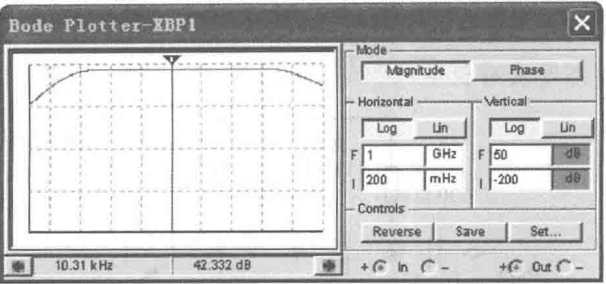 Bode Plotter-XBP1
Mode
Magnitude Phase
Horizontal Vertical
Log Lin Log Lin
F 1 GHz F 50 dB
I 200 mHz I -200 dB
Controls
Reverse Save Set...
10.31 kHz 42.332 dB
+ In - + Out -